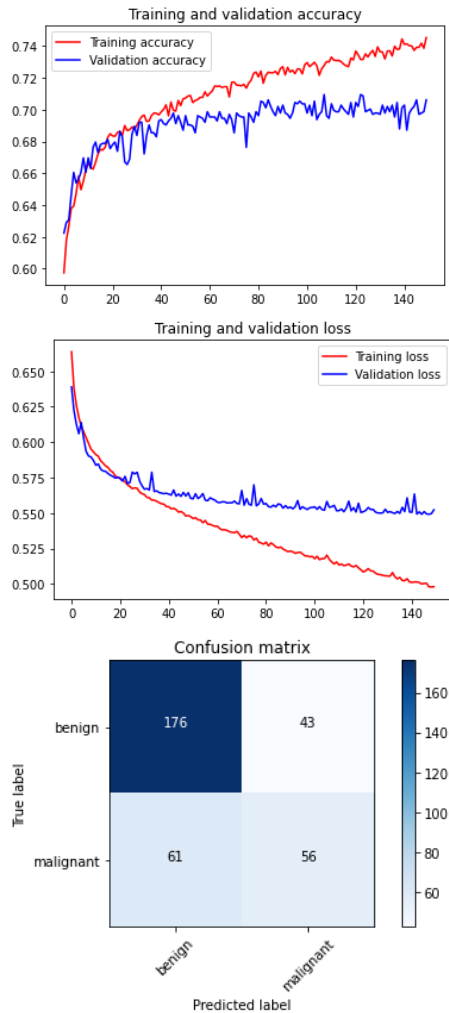 Training and validation accuracy
Training accuracy
Validation accuracy
0.74
0.72
0.70
0.68
0.66
0.64
0.62
0.60
0 20 40 60 80 100 120 140
Training and validation loss
Training loss
Validation loss
0.650
0.625
0.600
0.575
0.550
0.525
0.500
0 20 40 60 80 100 120 140
Confusion matrix
True label
benign
176 43
malignant
61 56
benign malignant
Predicted label
160
140
120
100
80
60